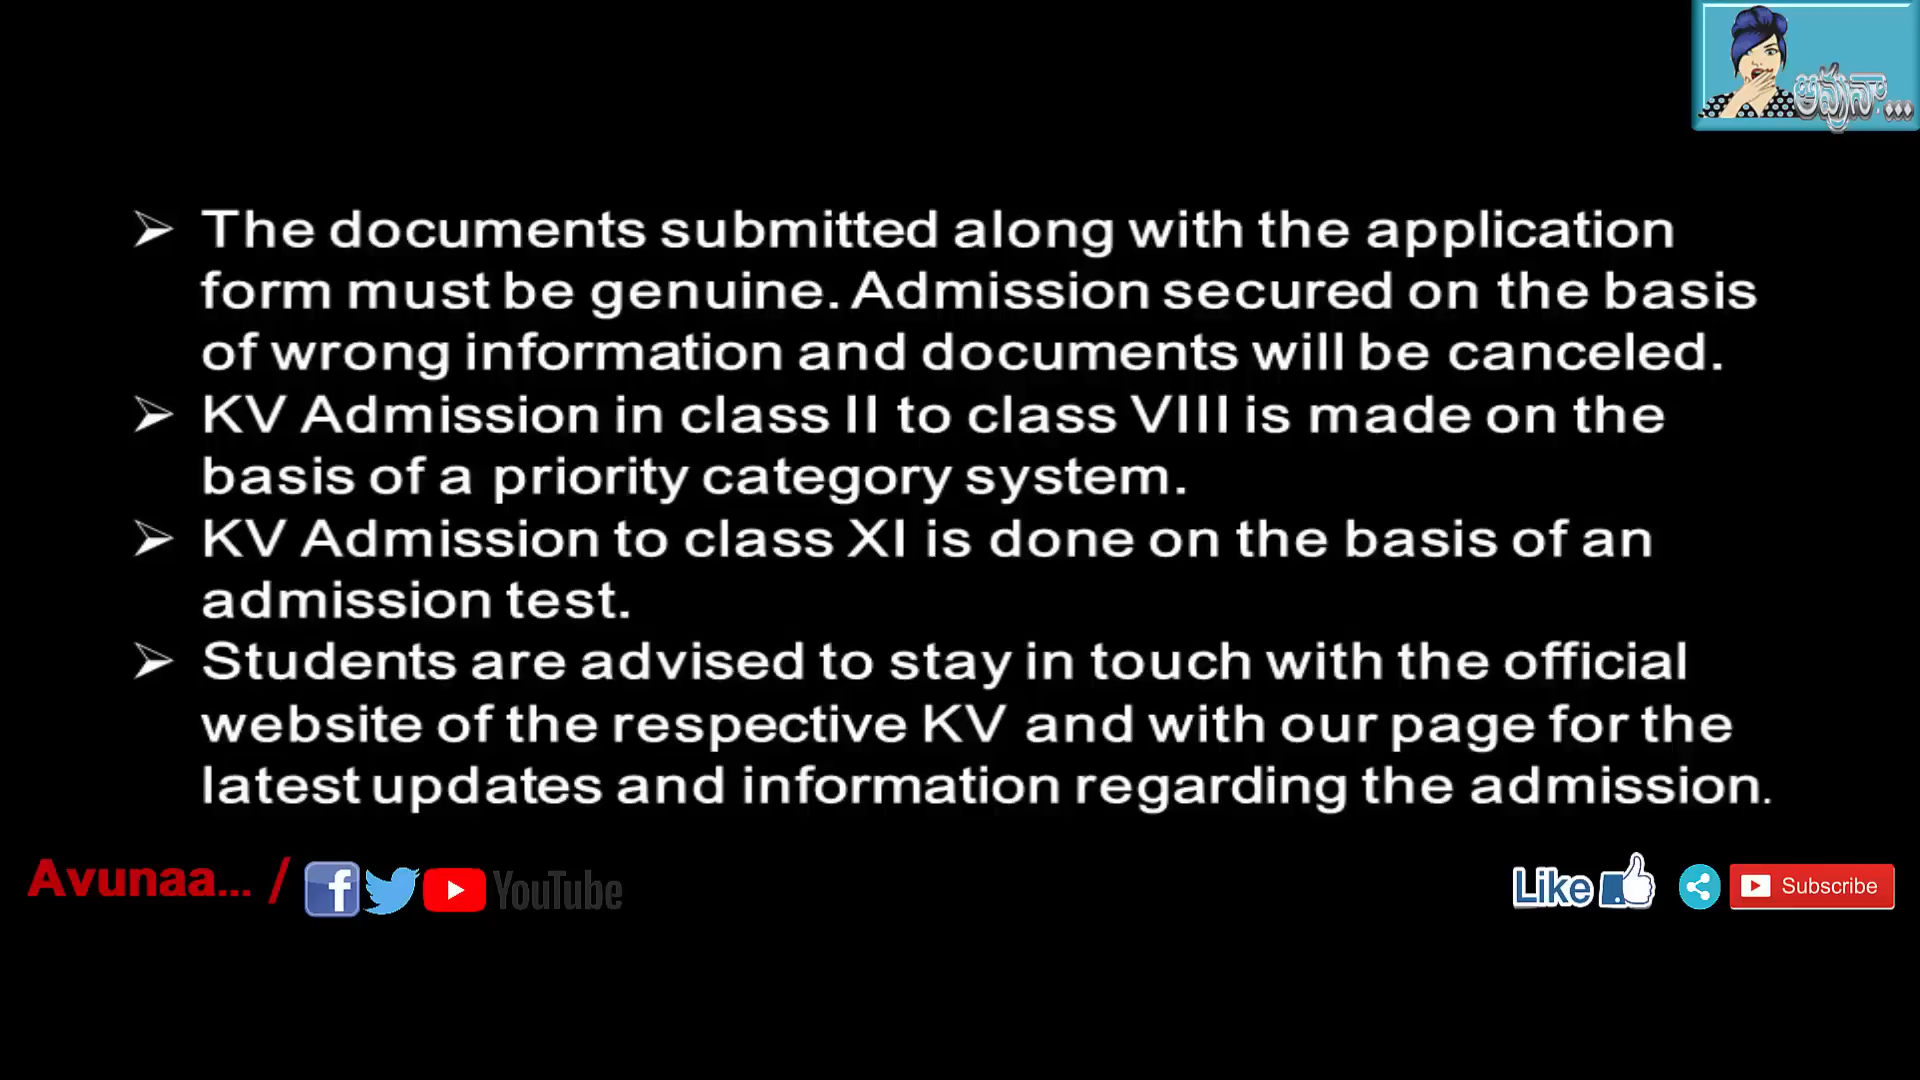 అవునా...
➢ The documents submitted along with the application
form must be genuine. Admission secured on the basis
of wrong information and documents will be canceled.
➢ KV Admission in class II to class VIII is made on the
basis of a priority category system.
➢ KV Admission to class XI is done on the basis of an
admission test.
➢ Students are advised to stay in touch with the official
website of the respective KV and with our page for the
latest updates and information regarding the admission.
Avunaa... / f YouTube
Like Subscribe